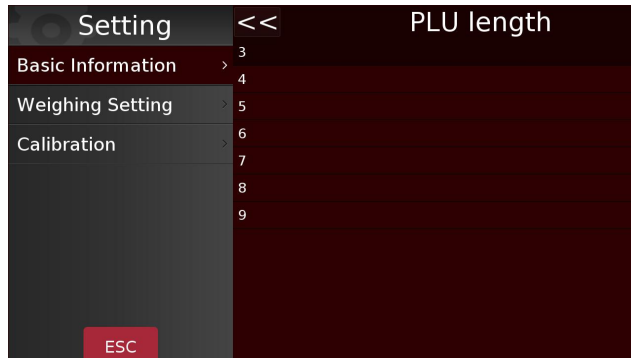 Setting
Basic Information >
Weighing Setting >
Calibration >
ESC
<< PLU length
3
4
5
6
7
8
9